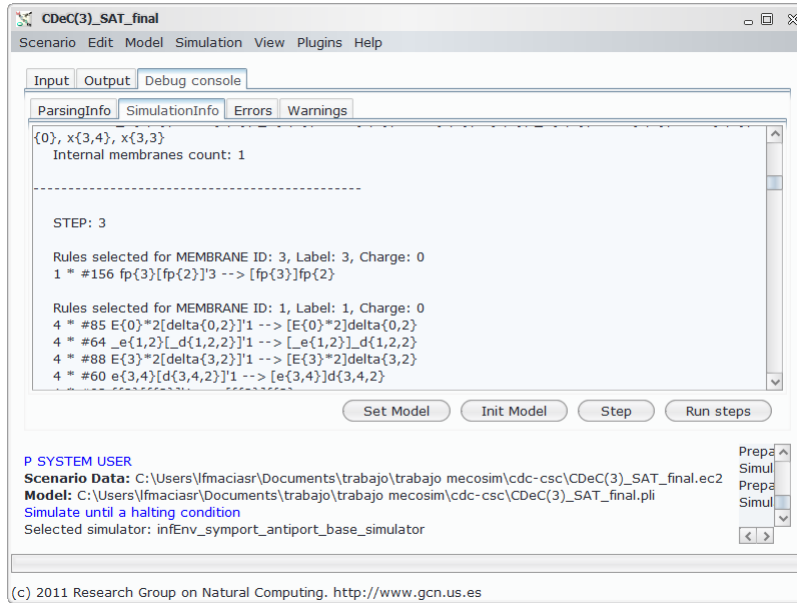 CDeC(3)_SAT_final
Scenario Edit Model Simulation View Plugins Help
Input Output Debug console
ParsingInfo SimulationInfo Errors Warnings
{0}, x{3,4}, x{3,3}
Internal membranes count: 1
-----------------------------------------------
STEP: 3
Rules selected for MEMBRANE ID: 3, Label: 3, Charge: 0
1 * #156 fp{3}[fp{2}]'3 --> [fp{3}]fp{2}
Rules selected for MEMBRANE ID: 1, Label: 1, Charge: 0
4 * #85 E{0}*2[delta{0,2}]'1 --> [E{0}*2]delta{0,2}
4 * #64 _e{1,2}[_d{1,2,2}]'1 --> [_e{1,2}]_d{1,2,2}
4 * #88 E{3}*2[delta{3,2}]'1 --> [E{3}*2]delta{3,2}
4 * #60 e{3,4}[d{3,4,2}]'1 --> [e{3,4}]d{3,4,2}
Set Model Init Model Step Run steps
P SYSTEM USER
Scenario Data: C:\Users\lfmaciasr\Documents\trabajo\trabajo mecosim\cdc-csc\CDeC(3)_SAT_final.ec2
Model: C:\Users\lfmaciasr\Documents\trabajo\trabajo mecosim\cdc-csc\CDeC(3)_SAT_final.pli
Simulate until a halting condition
Selected simulator: infEnv_symport_antiport_base_simulator
Prepa
Simul
Prepa
Simul
(c) 2011 Research Group on Natural Computing. http://www.gcn.us.es